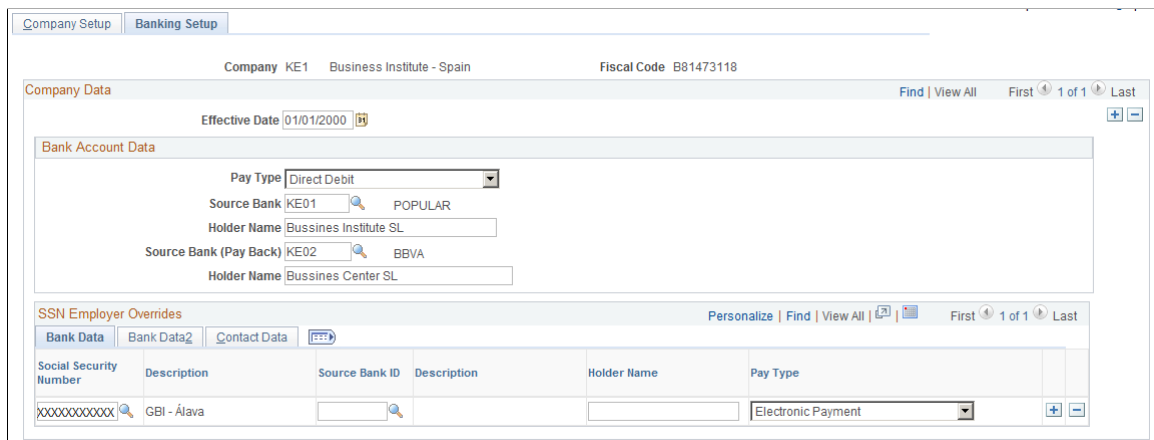 Company Setup Banking Setup
Company KE1 Business Institute - Spain Fiscal Code B81473118
Company Data Find | View All First 1 of 1 Last
Effective Date 01/01/2000
Bank Account Data
Pay Type Direct Debit
Source Bank KE01 POPULAR
Holder Name Bussines Institute SL
Source Bank (Pay Back) KE02 BBVA
Holder Name Bussines Center SL
SSN Employer Overrides Personalize | Find | View All | | First 1 of 1 Last
Bank Data Bank Data2 Contact Data
Social Security Number Description Source Bank ID Description Holder Name Pay Type
XXXXXXXXXXX GBI - Álava Electronic Payment